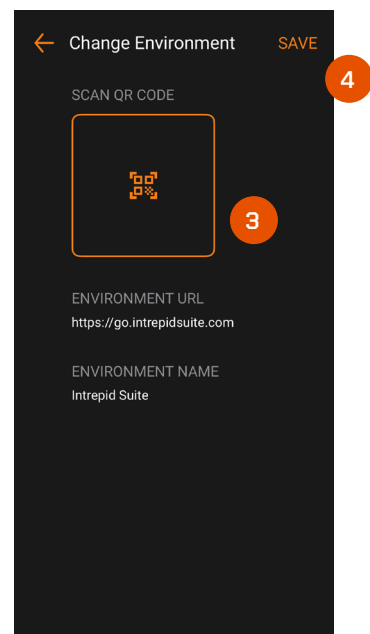 Change Environment SAVE
4
SCAN QR CODE
3
ENVIRONMENT URL
https://go.intrepidsuite.com
ENVIRONMENT NAME
Intrepid Suite